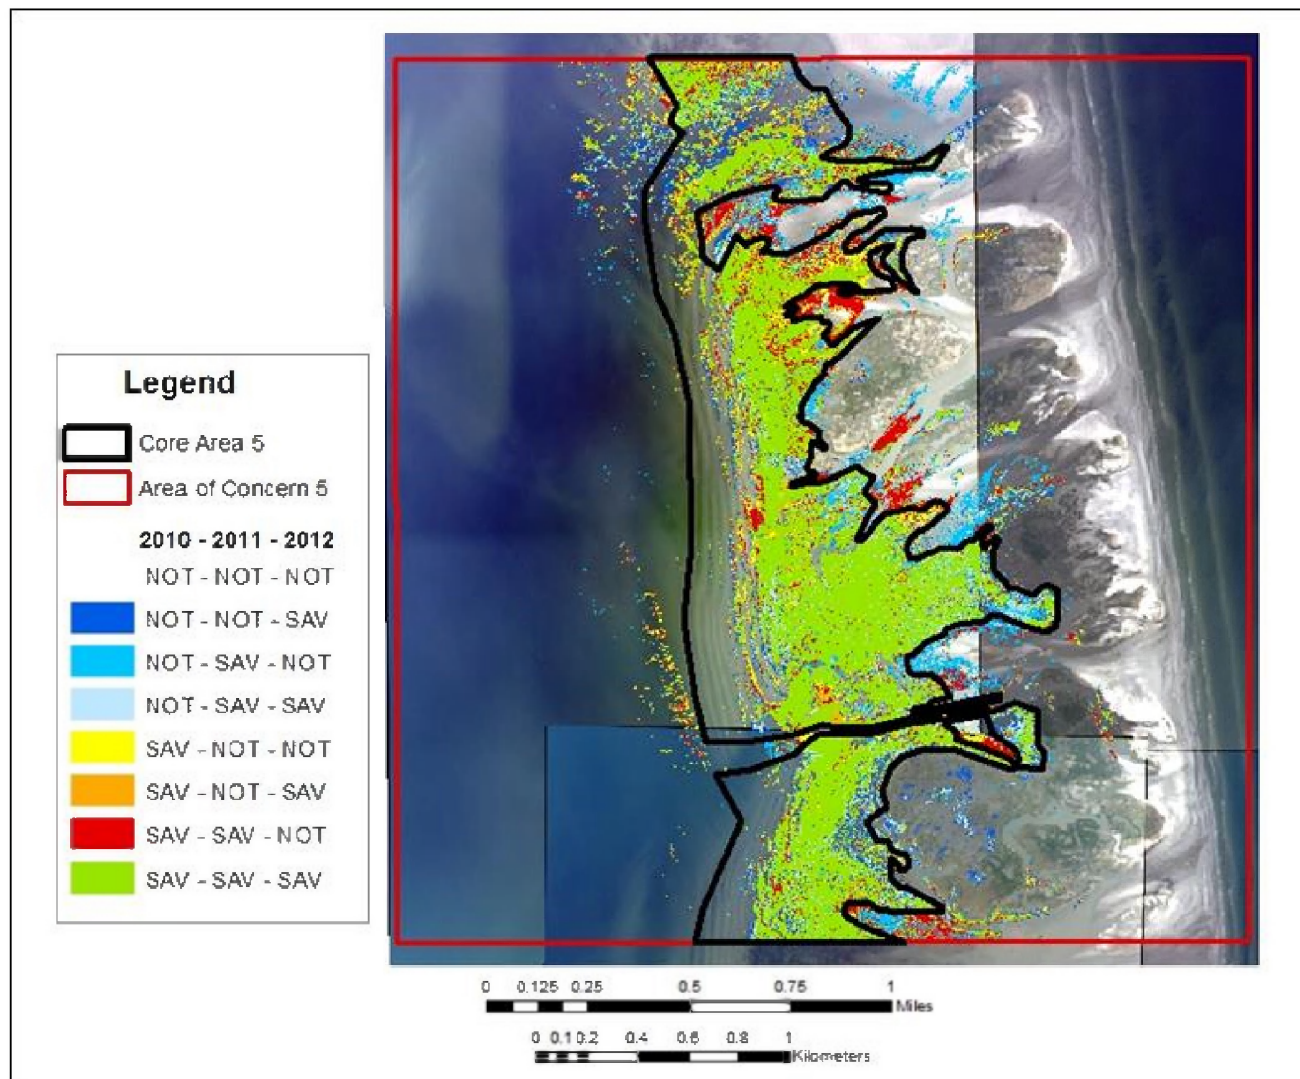 Legend
Core Area 5
Area of Concern 5
2010 - 2011 - 2012
NOT - NOT - NOT
NOT - NOT - SAV
NOT - SAV - NOT
NOT - SAV - SAV
SAV - NOT - NOT
SAV - NOT - SAV
SAV - SAV - NOT
SAV - SAV - SAV
0 0.125 0.25 0.5 0.75 1
Miles
0 0.1 0.2 0.4 0.6 0.8 1
Kilometers